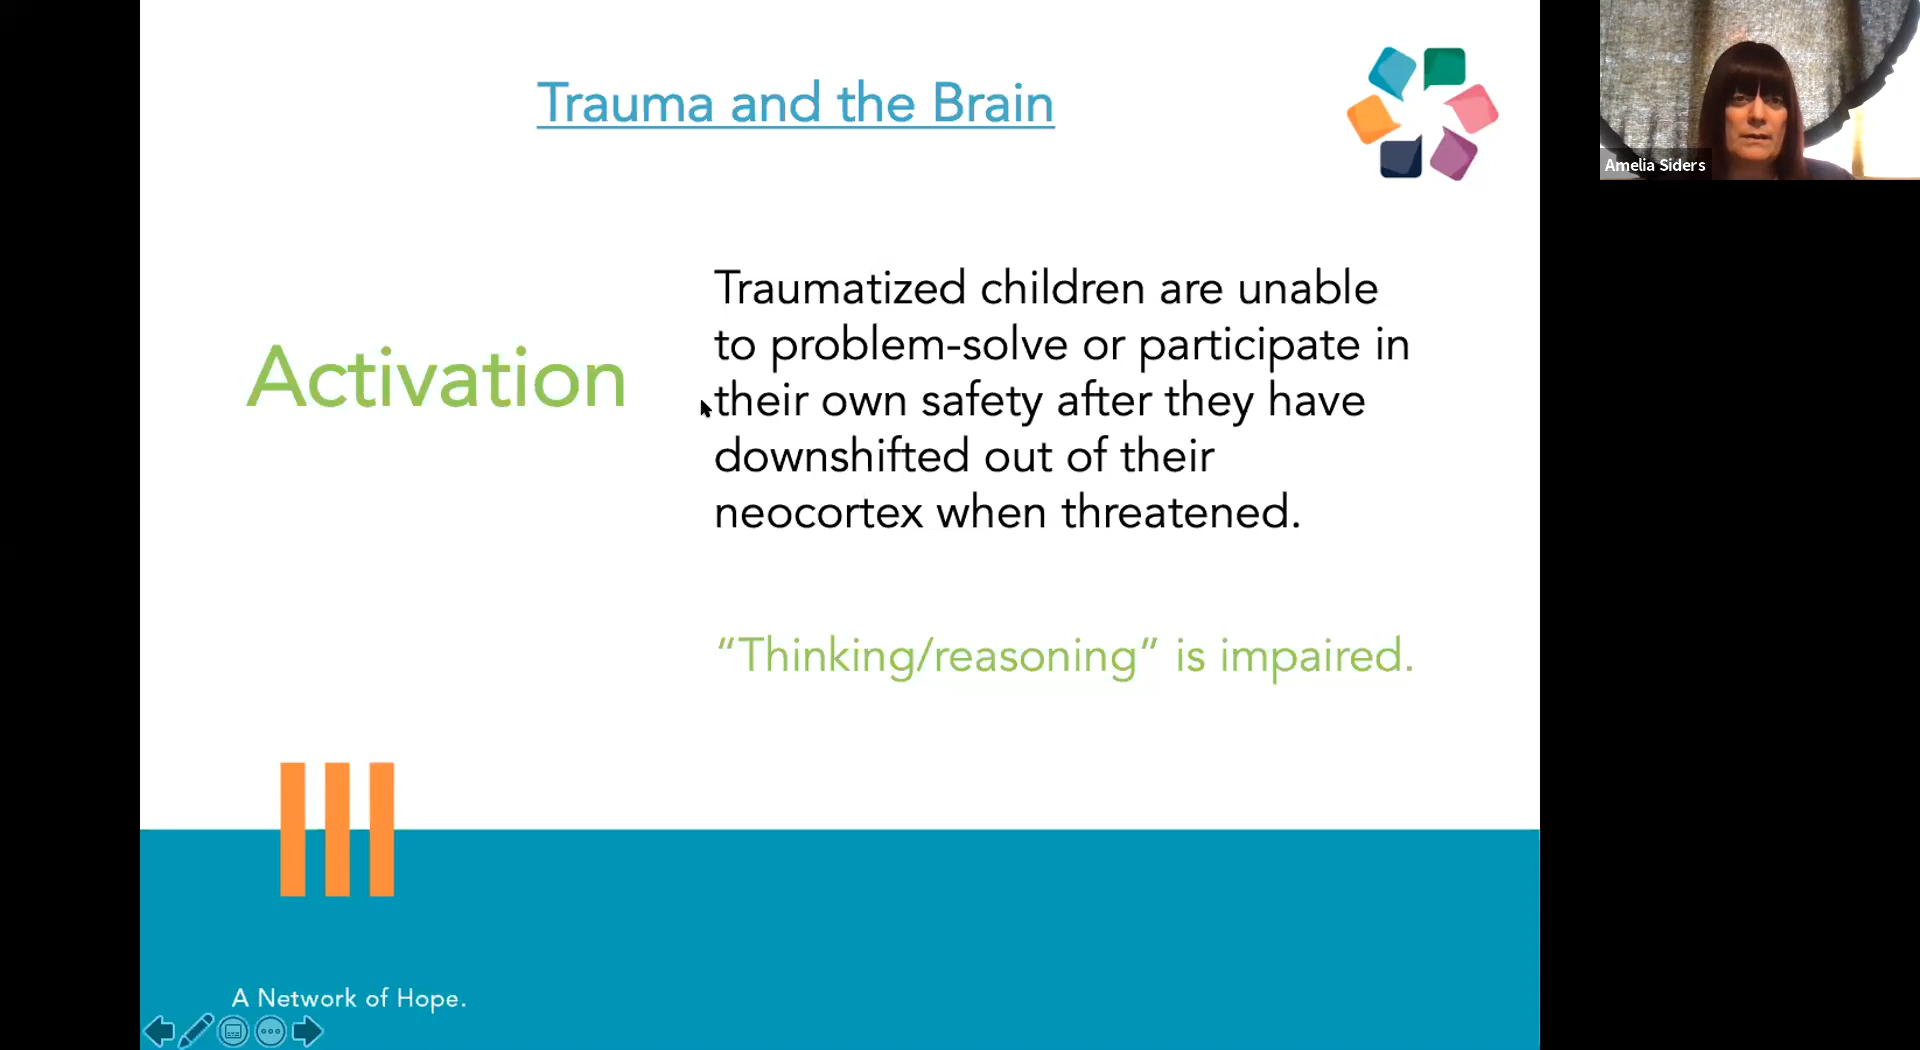 Trauma and the Brain
Amelia Siders
Activation
Traumatized children are unable
to problem-solve or participate in
their own safety after they have
downshifted out of their
neocortex when threatened.
“Thinking/reasoning” is impaired.
A Network of Hope.